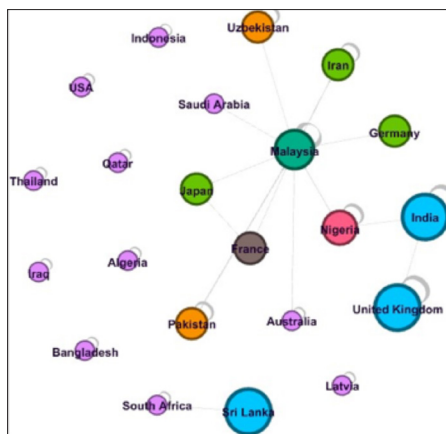 Uzbekistan
Indonesia
Iran
USA
Saudi Arabia
Germany
Malaysia
Qatar
Thailand
Japan
India
Nigeria
France
Algeria
Iraq
United Kingdom
Pakistan
Australia
Bangladesh
Latvia
South Africa
Sri Lanka